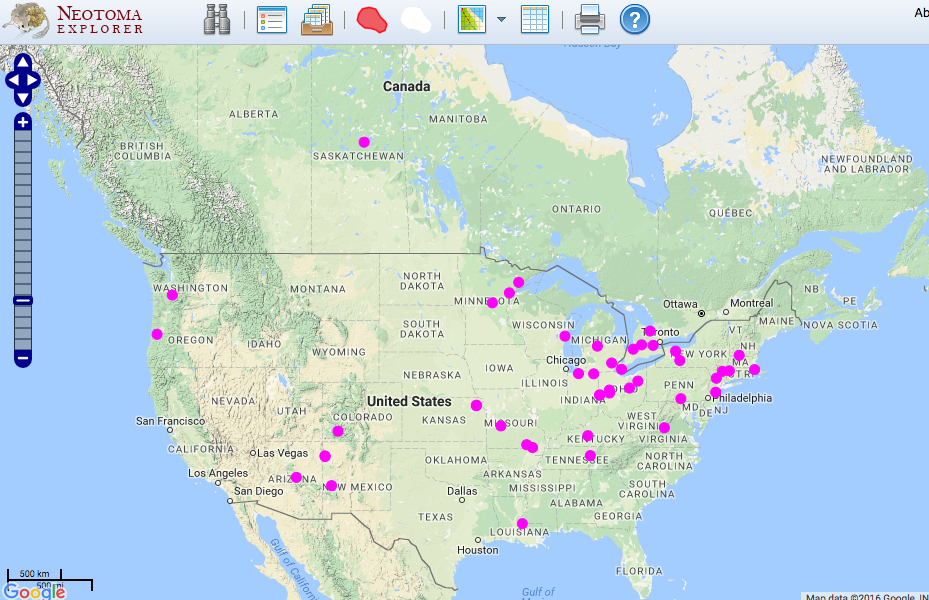 NEOTOMA
EXPLORER
Ab
Hudson Bay
Canada
ALBERTA
MANITOBA
BRITISH
COLUMBIA
SASKATCHEWAN
NEWFOUNDLAND
AND LABRADOR
ONTARIO
QUÉBEC
WASHINGTON
MONTANA
NORTH
DAKOTA
MINNESOTA
Ottawa
Montreal
NB
PE
MAINE
NOVA SCOTIA
OREGON
IDAHO
SOUTH
DAKOTA
WISCONSIN
MICHIGAN
Toronto
VT
NH
WYOMING
NEW YORK
MA
CT RI
Chicago
IOWA
NEBRASKA
ILLINOIS
INDIANA
OHIO
PENN
Philadelphia
MD
DE
NJ
NEVADA
UTAH
COLORADO
United States
KANSAS
MISSOURI
WEST
VIRGINIA
VIRGINIA
KENTUCKY
San Francisco
CALIFORNIA
Las Vegas
OKLAHOMA
TENNESSEE
NORTH
CAROLINA
Los Angeles
ARIZONA
NEW MEXICO
ARKANSAS
MISSISSIPPI
SOUTH
CAROLINA
San Diego
Dallas
ALABAMA
TEXAS
GEORGIA
LOUISIANA
Houston
Gulf of California
FLORIDA
Gulf of
500 km
500 mi
Google
Map data ©2016 Google, IN